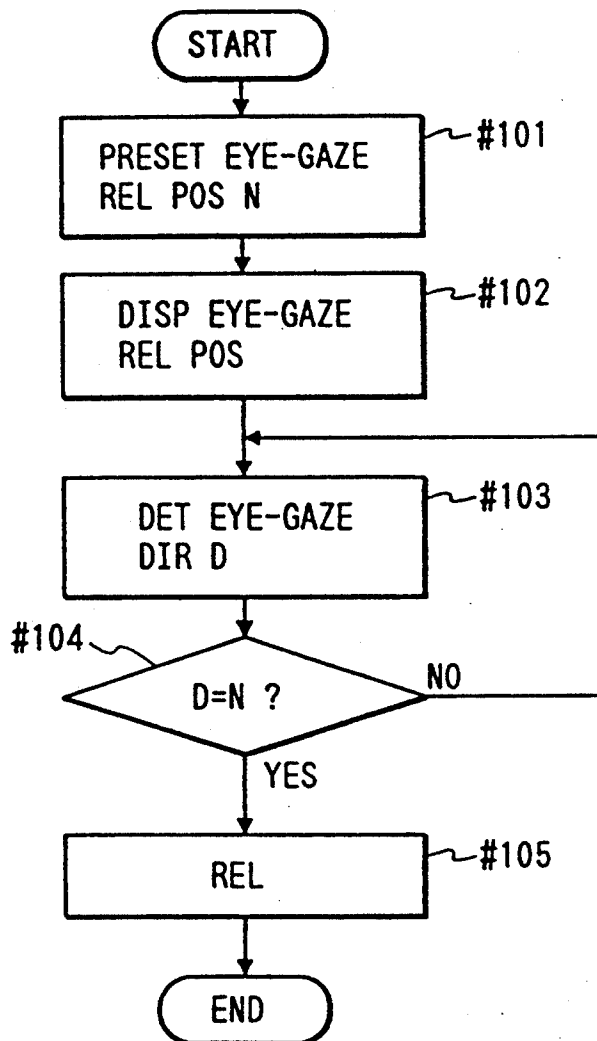 START
PRESET EYE-GAZE
REL POS N
#101
DISP EYE-GAZE
REL POS
#102
DET EYE-GAZE
DIR D
#103
#104
D=N ?
NO
YES
REL
#105
END